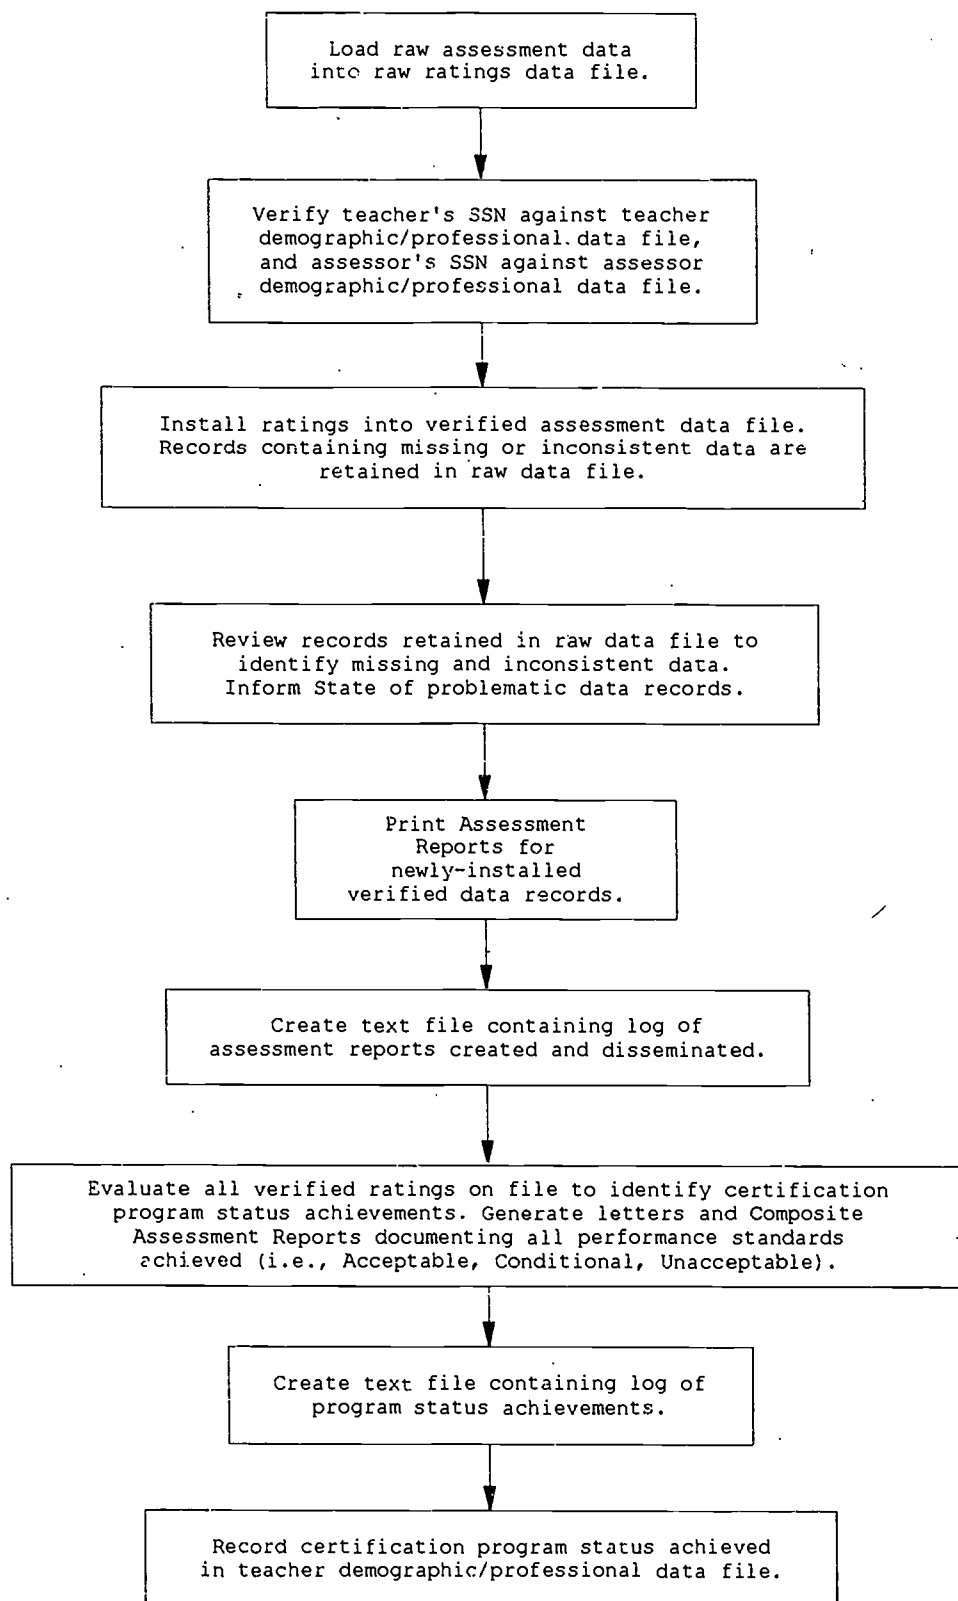 Load raw assessment data
into raw ratings data file.
Verify teacher's SSN against teacher
demographic/professional data file,
and assessor's SSN against assessor
demographic/professional data file.
Install ratings into verified assessment data file.
Records containing missing or inconsistent data are
retained in raw data file.
Review records retained in raw data file to
identify missing and inconsistent data.
Inform State of problematic data records.
Print Assessment
Reports for
newly-installed
verified data records.
Create text file containing log of
assessment reports created and disseminated.
Evaluate all verified ratings on file to identify certification
program status achievements. Generate letters and Composite
Assessment Reports documenting all performance standards
achieved (i.e., Acceptable, Conditional, Unacceptable).
Create text file containing log of
program status achievements.
Record certification program status achieved
in teacher demographic/professional data file.